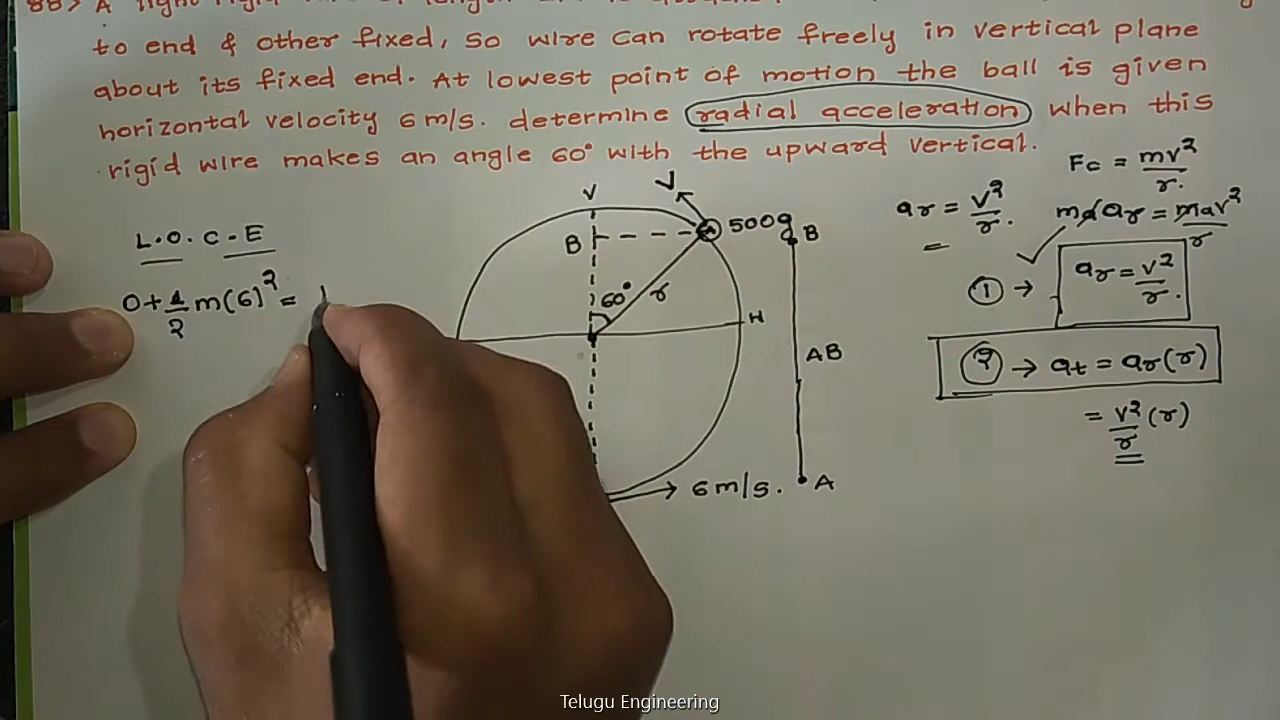 to end & other fixed, so wire can rotate freely in vertical plane
about its fixed end. At lowest point of motion the ball is given
horizontal velocity 6 m/s. determine radial acceleration when this
rigid wire makes an angle 60° with the upward vertical.
Fc = mv²/r.
ar = v²/r.
ar = mav²/r
① → ar = v²/r.
② → at = ar(r)
= v²/r (r)
L.O.C.E
0 + 1/2 m(6)² =
V
V
B
500g
B
60°
r
H
AB
6 m/s.
A
Telugu Engineering